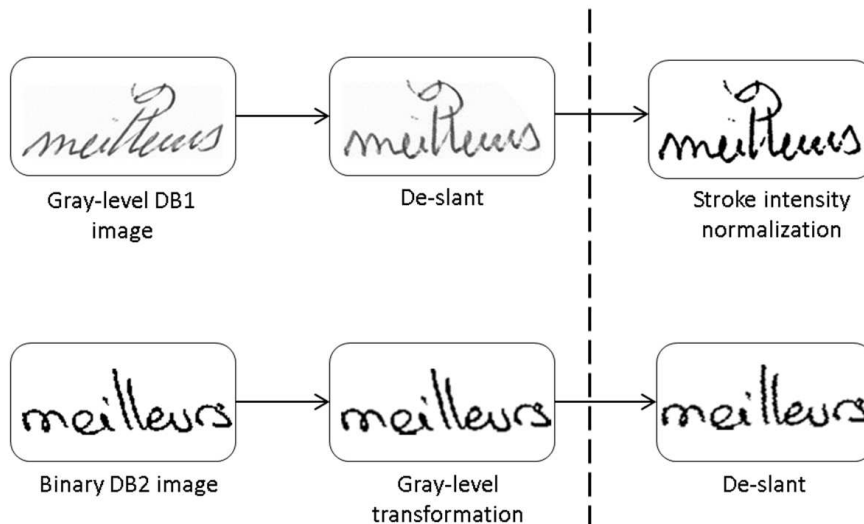 meilleurs
meilleurs
meilleurs
Gray-level DB1
image
De-slant
Stroke intensity
normalization
meilleurs
meilleurs
meilleurs
Binary DB2 image
Gray-level
transformation
De-slant